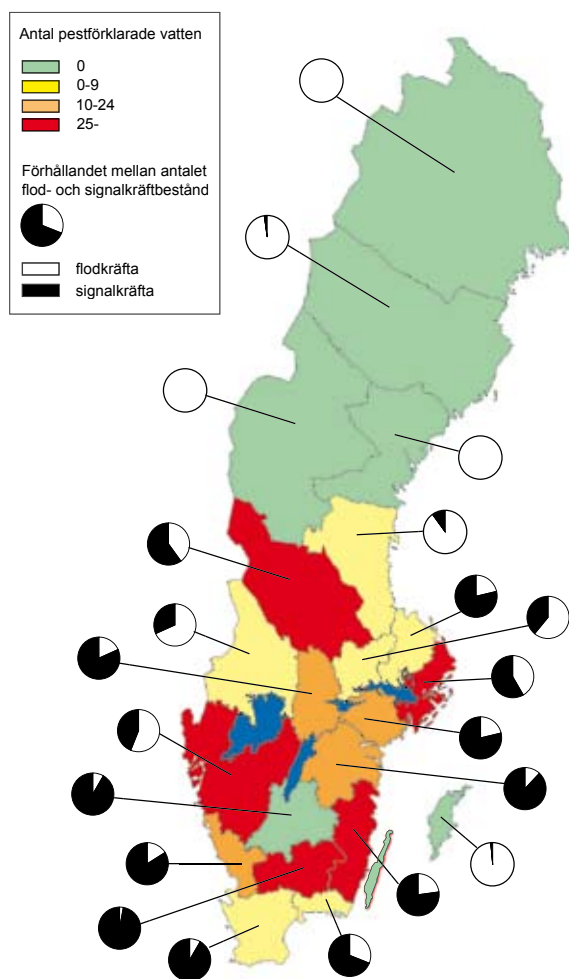 Antal pestförklarade vatten
0
0-9
10-24
25-
Förhållandet mellan antalet
flod- och signalkräftbestånd
flodkräfta
signalkräfta